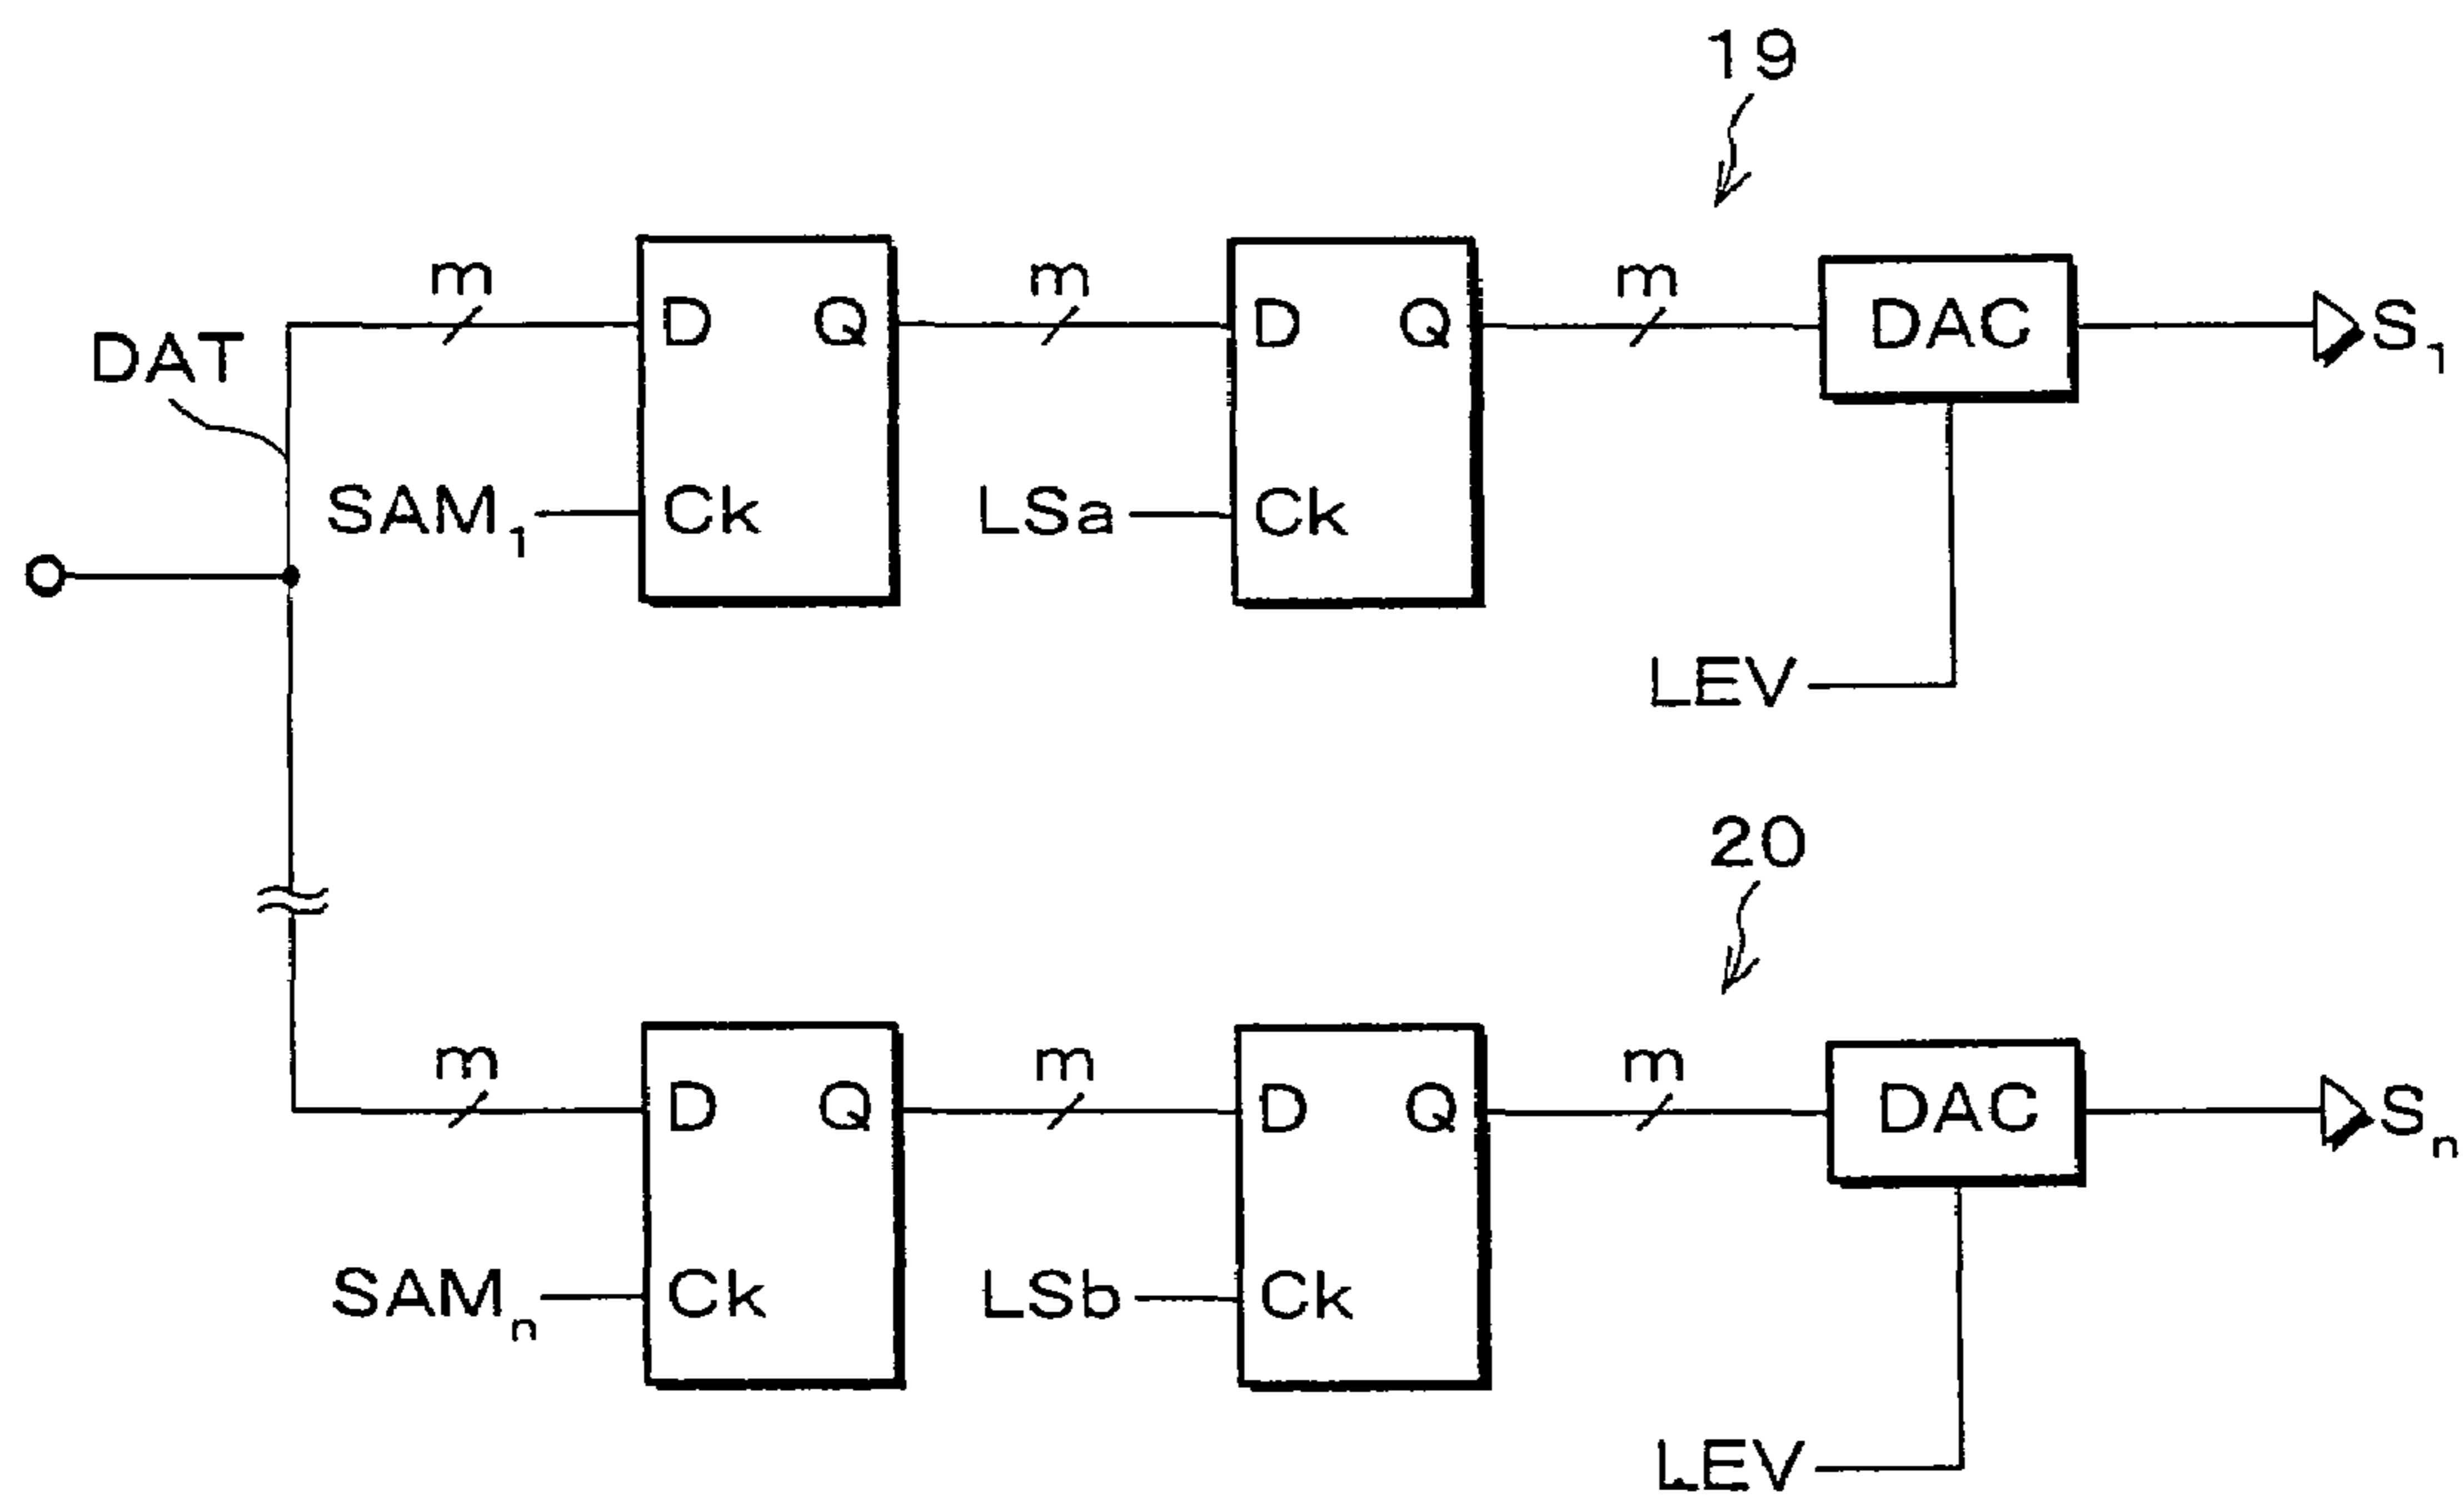 19
m m m
D Q D Q DAC S1
DAT
SAM1 Ck LSa Ck
LEV
20
m m m
D Q D Q DAC Sn
SAMn Ck LSb Ck
LEV